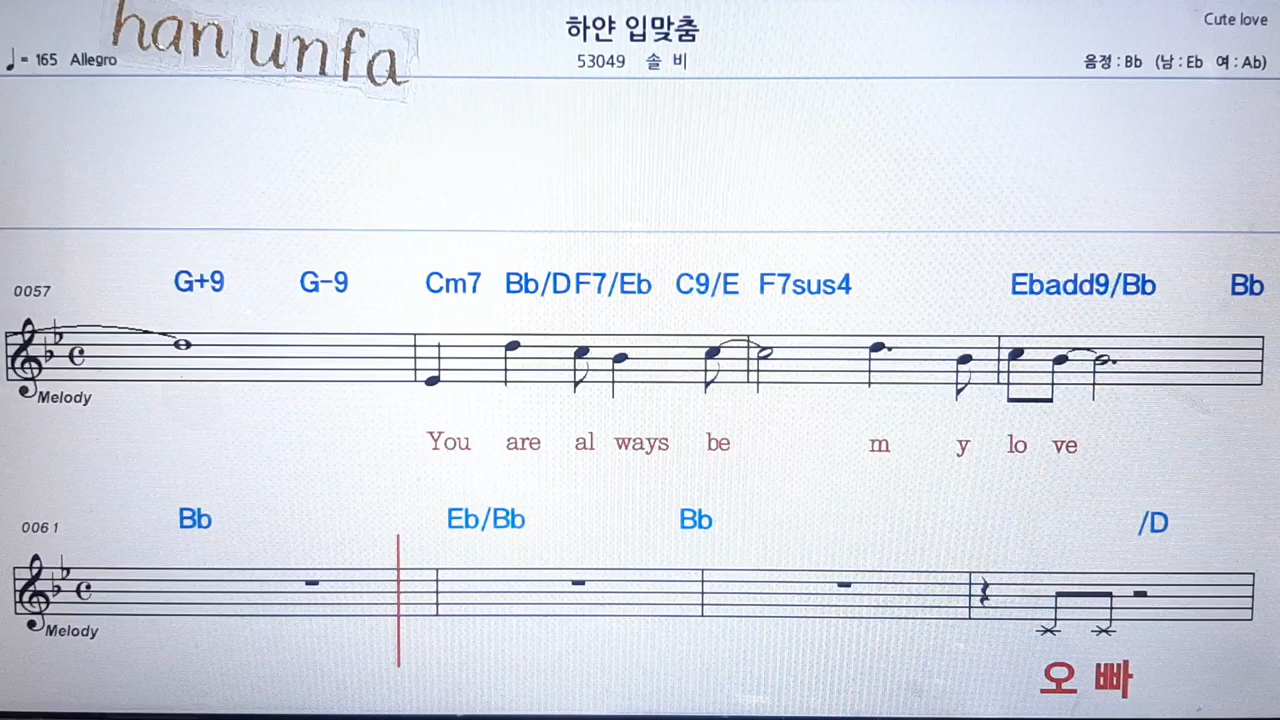 han unfa
하얀 입맞춤
Cute love
♩= 165 Allegro
53049 솔 비
음정 : Bb (남 : Eb 여 : Ab)
G+9 G-9 Cm7 Bb/D F7/Eb C9/E F7sus4 Ebadd9/Bb Bb
0057
Melody
You are al ways be m y lo ve
Bb Eb/Bb Bb /D
0061
Melody
오 빠